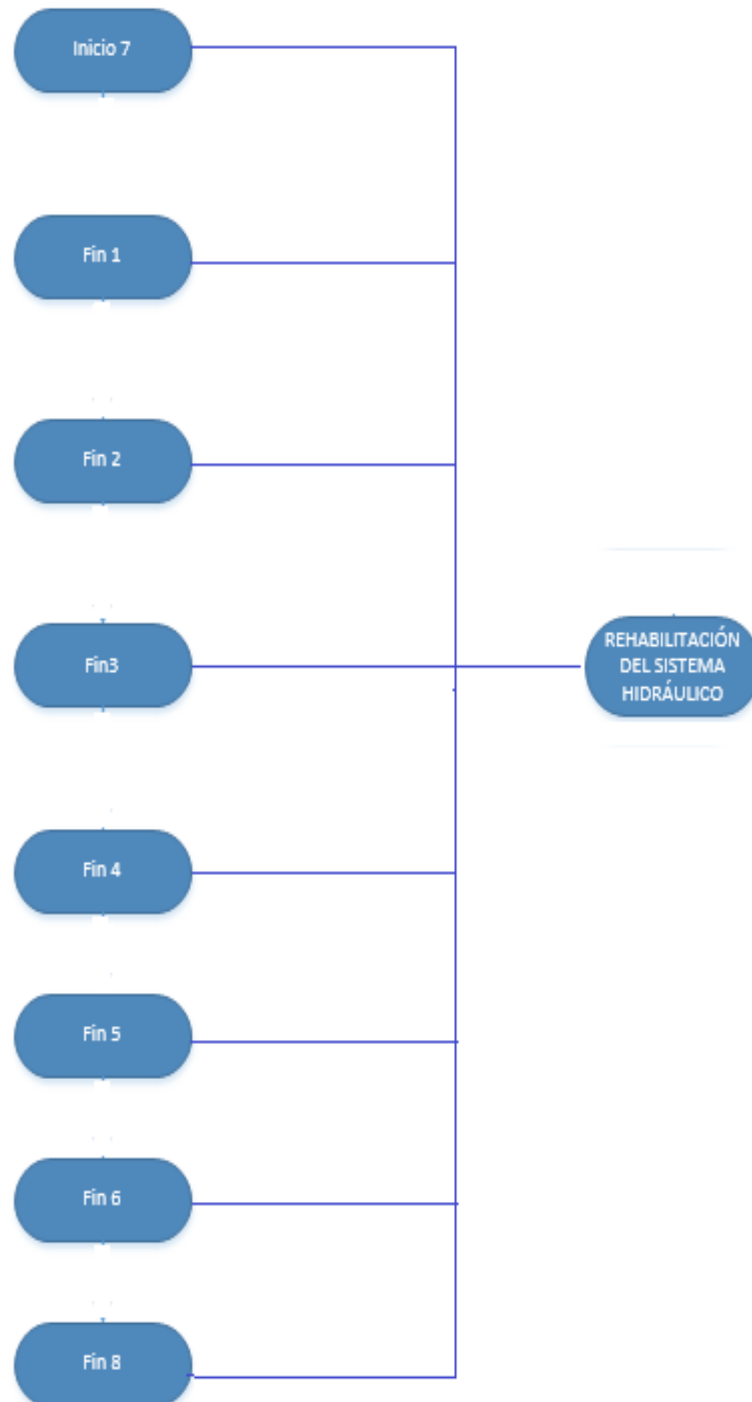 Inicio 7
Fin 1
Fin 2
Fin3
REHABILITACIÓN
DEL SISTEMA
HIDRÁULICO
Fin 4
Fin 5
Fin 6
Fin 8